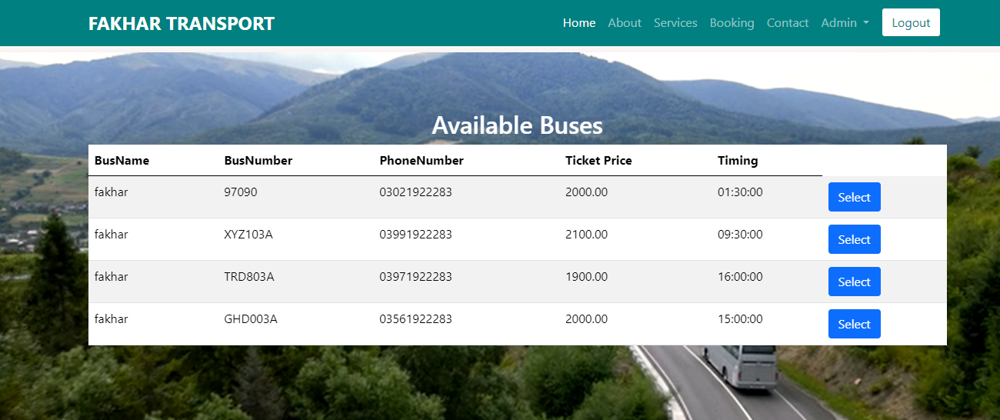 FAKHAR TRANSPORT Home About Services Booking Contact Admin Logout
Available Buses
BusName BusNumber PhoneNumber Ticket Price Timing
fakhar 97090 03021922283 2000.00 01:30:00 Select
fakhar XYZ103A 03991922283 2100.00 09:30:00 Select
fakhar TRD803A 03971922283 1900.00 16:00:00 Select
fakhar GHD003A 03561922283 2000.00 15:00:00 Select